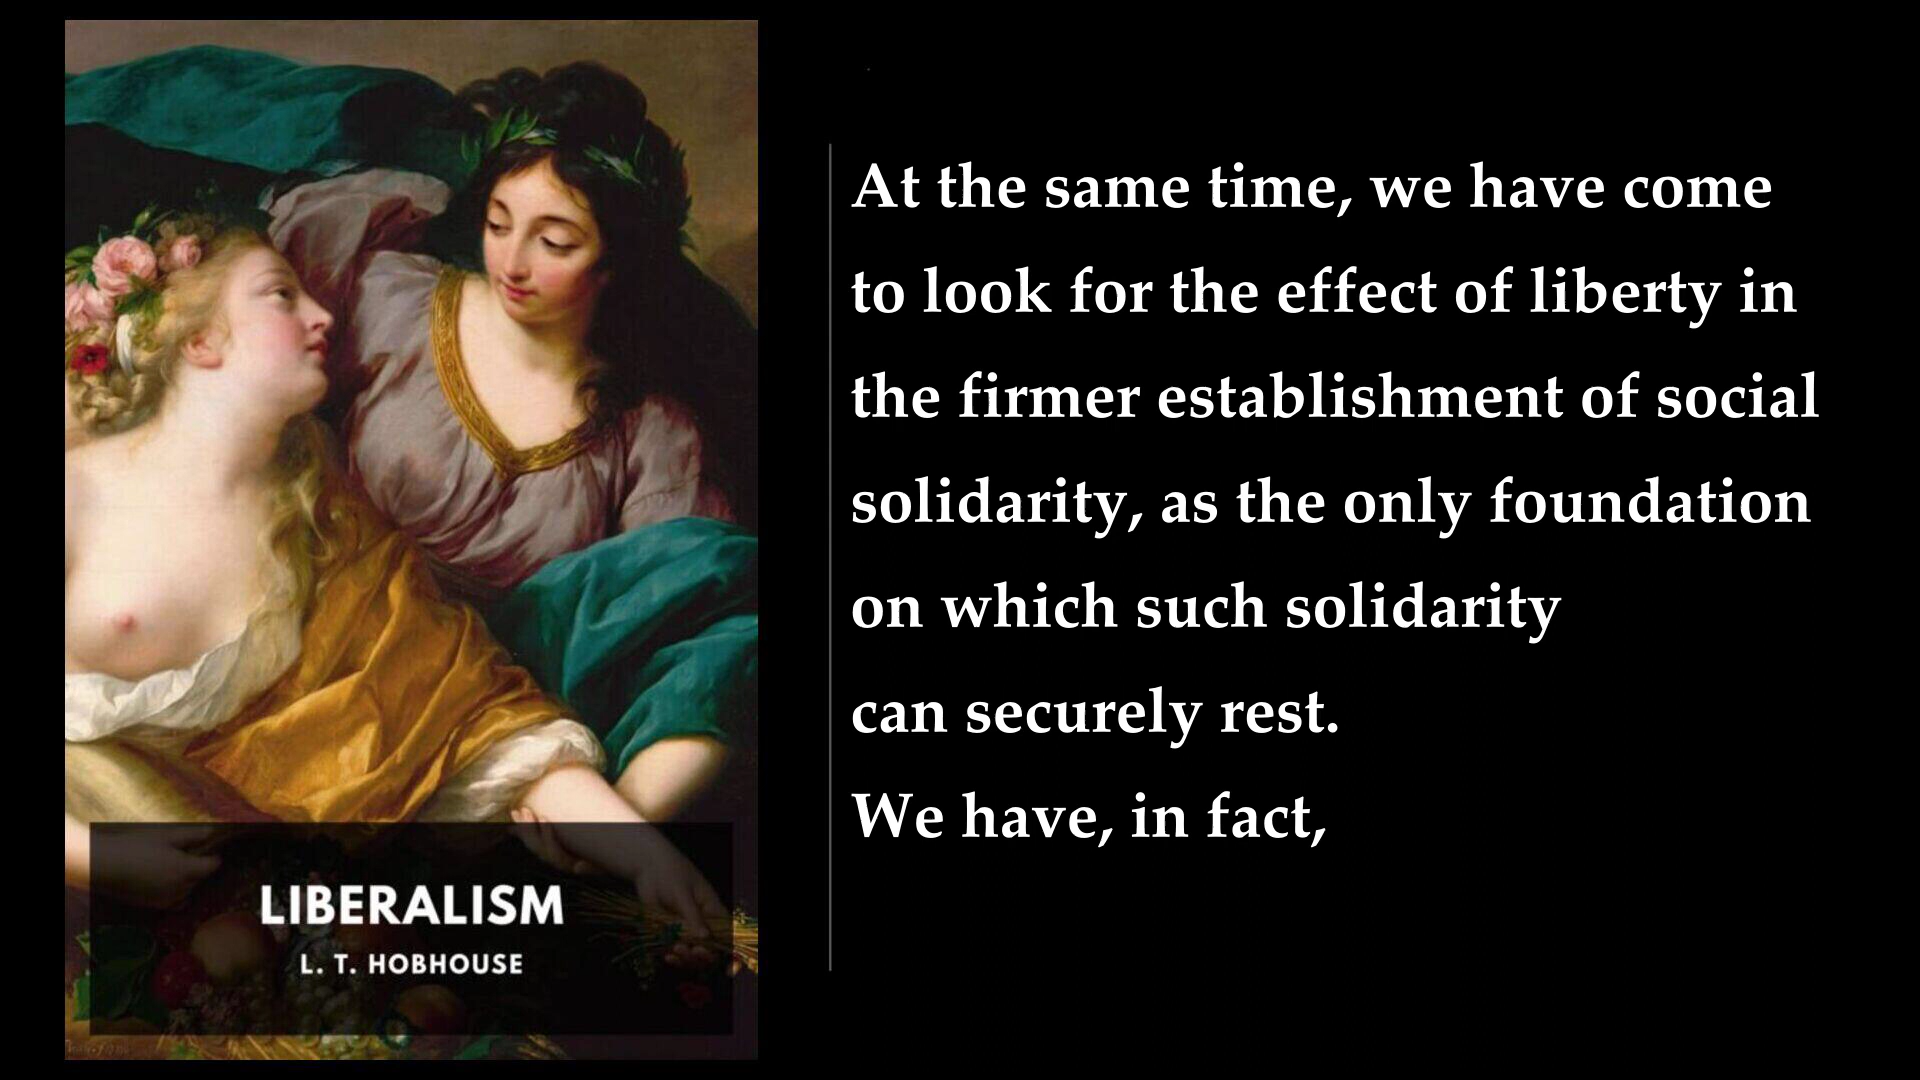 At the same time, we have come
to look for the effect of liberty in
the firmer establishment of social
solidarity, as the only foundation
on which such solidarity
can securely rest.
We have, in fact,
LIBERALISM
L. T. HOBHOUSE